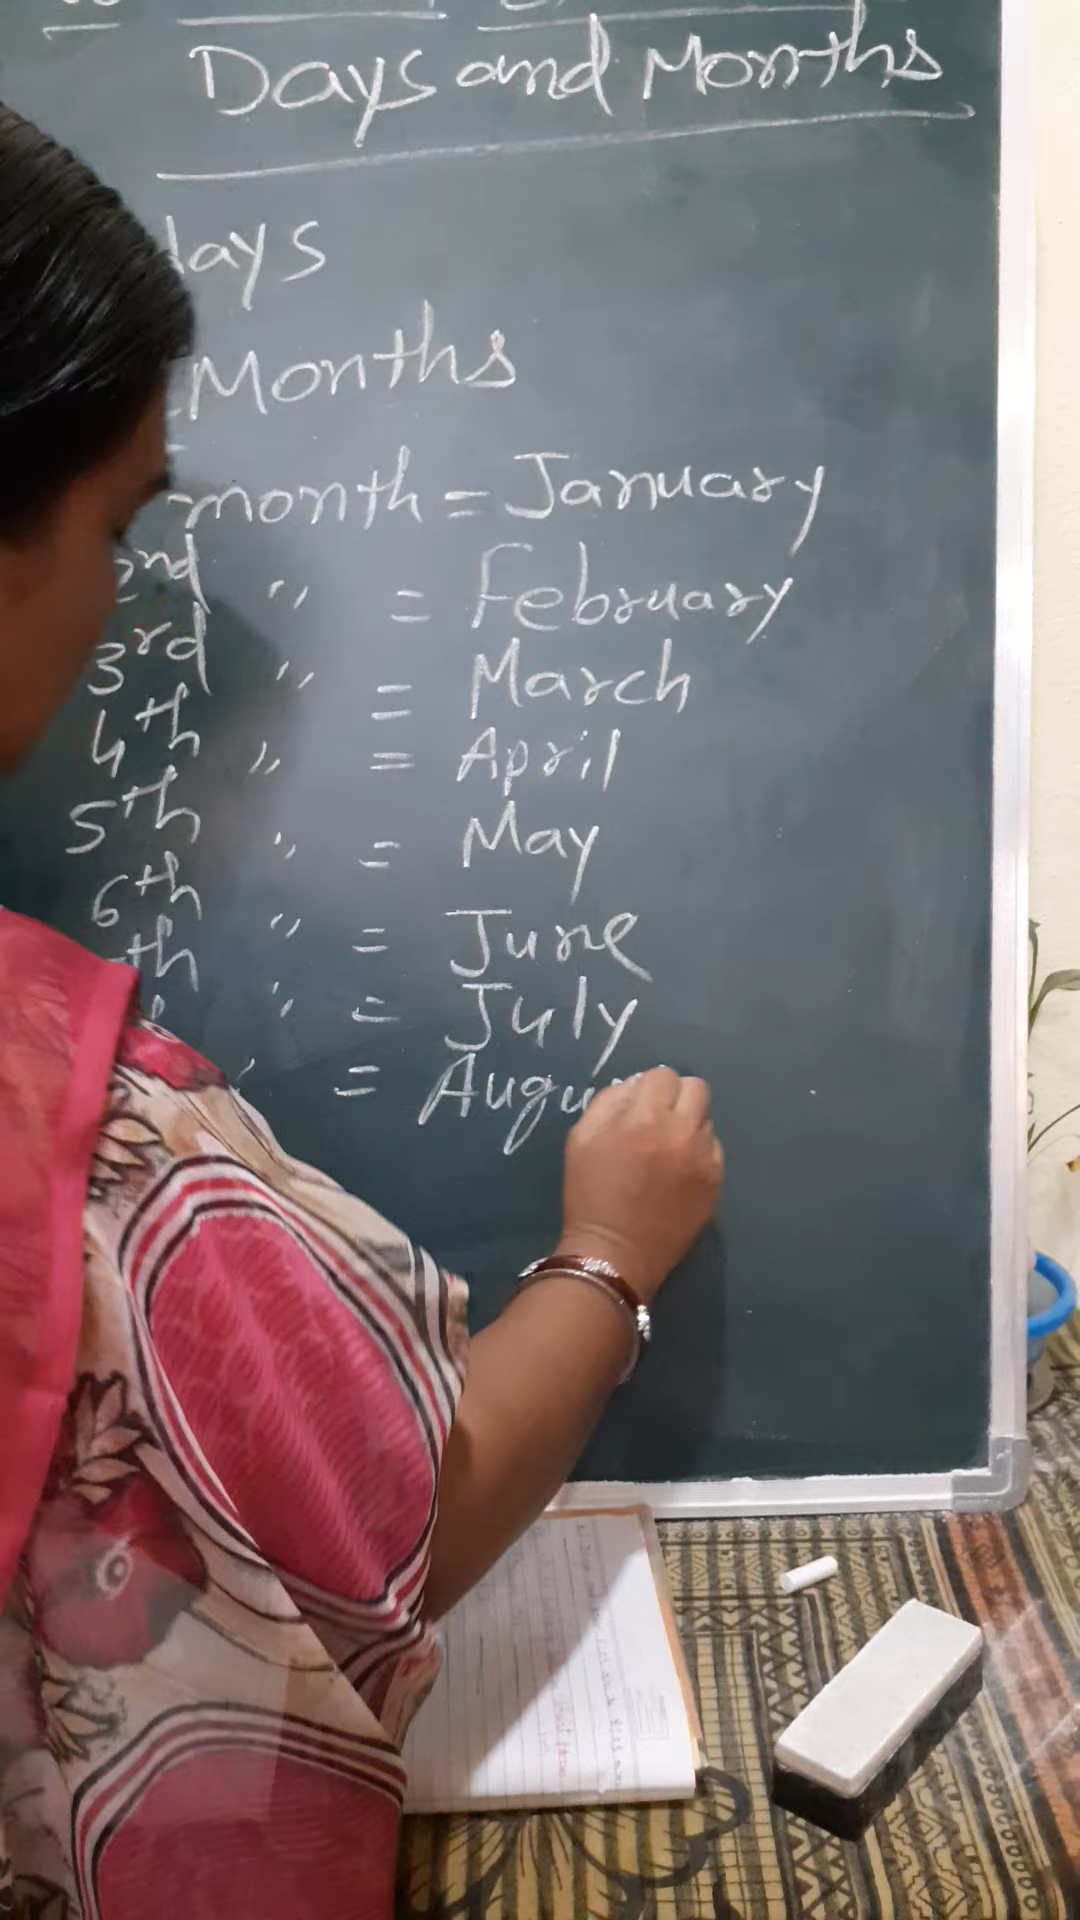 Days and Months
days
Months
month = January
2nd " = February
3rd " = March
4th " = April
5th " = May
6th " = June
th " = July
" = Augu